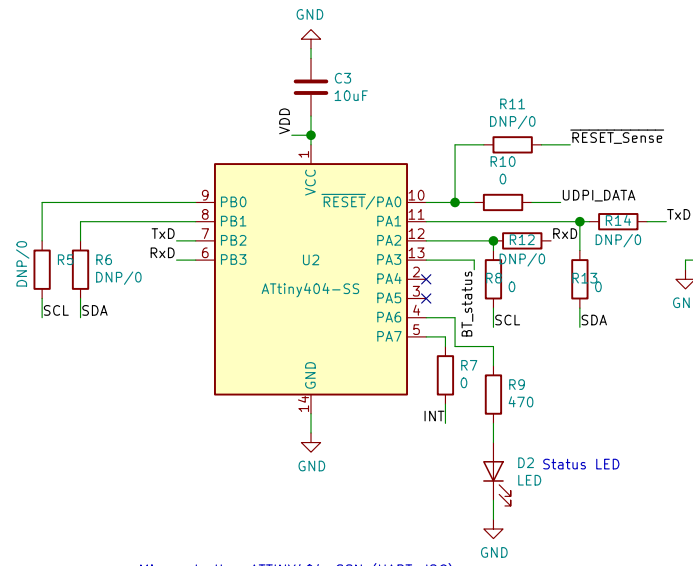 GND
C3
10uF
VDD
R11
DNP/0
RESET_Sense
R10
0
UDPI_DATA
1
VCC
9 PB0
8 PB1
TxD 7 PB2
RxD 6 PB3
RESET/PA0 10
PA1 11
PA2 12
PA3 13
PA4 2
PA5 3
PA6 4
PA7 5
U2
ATtiny404-SS
GND
14
GND
DNP/0
R5
R6
DNP/0
SCL
SDA
R14
DNP/0
TxD
R12
DNP/0
RxD
R8
0
SCL
R13
0
SDA
BT_status
R7
0
INT
R9
470
D2
LED
Status LED
GND